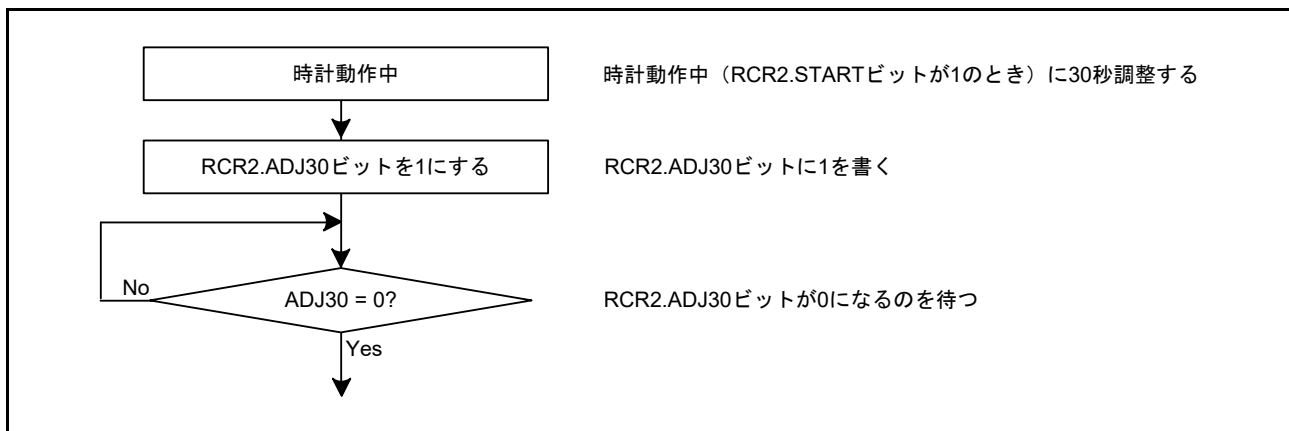 時計動作中
時計動作中（RCR2.STARTビットが1のとき）に30秒調整する
RCR2.ADJ30ビットを1にする
RCR2.ADJ30ビットに1を書く
No
ADJ30 = 0?
RCR2.ADJ30ビットが0になるのを待つ
Yes